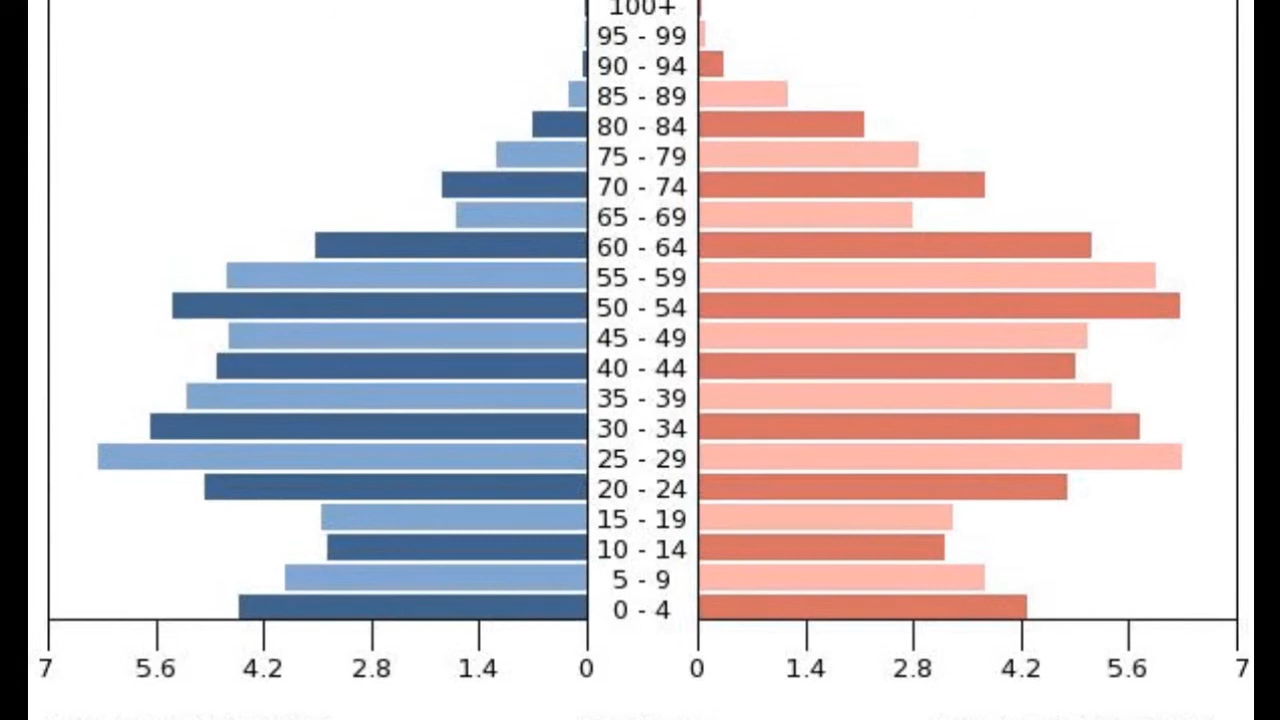 100+
95 - 99
90 - 94
85 - 89
80 - 84
75 - 79
70 - 74
65 - 69
60 - 64
55 - 59
50 - 54
45 - 49
40 - 44
35 - 39
30 - 34
25 - 29
20 - 24
15 - 19
10 - 14
5 - 9
0 - 4
7 5.6 4.2 2.8 1.4 0 0 1.4 2.8 4.2 5.6 7